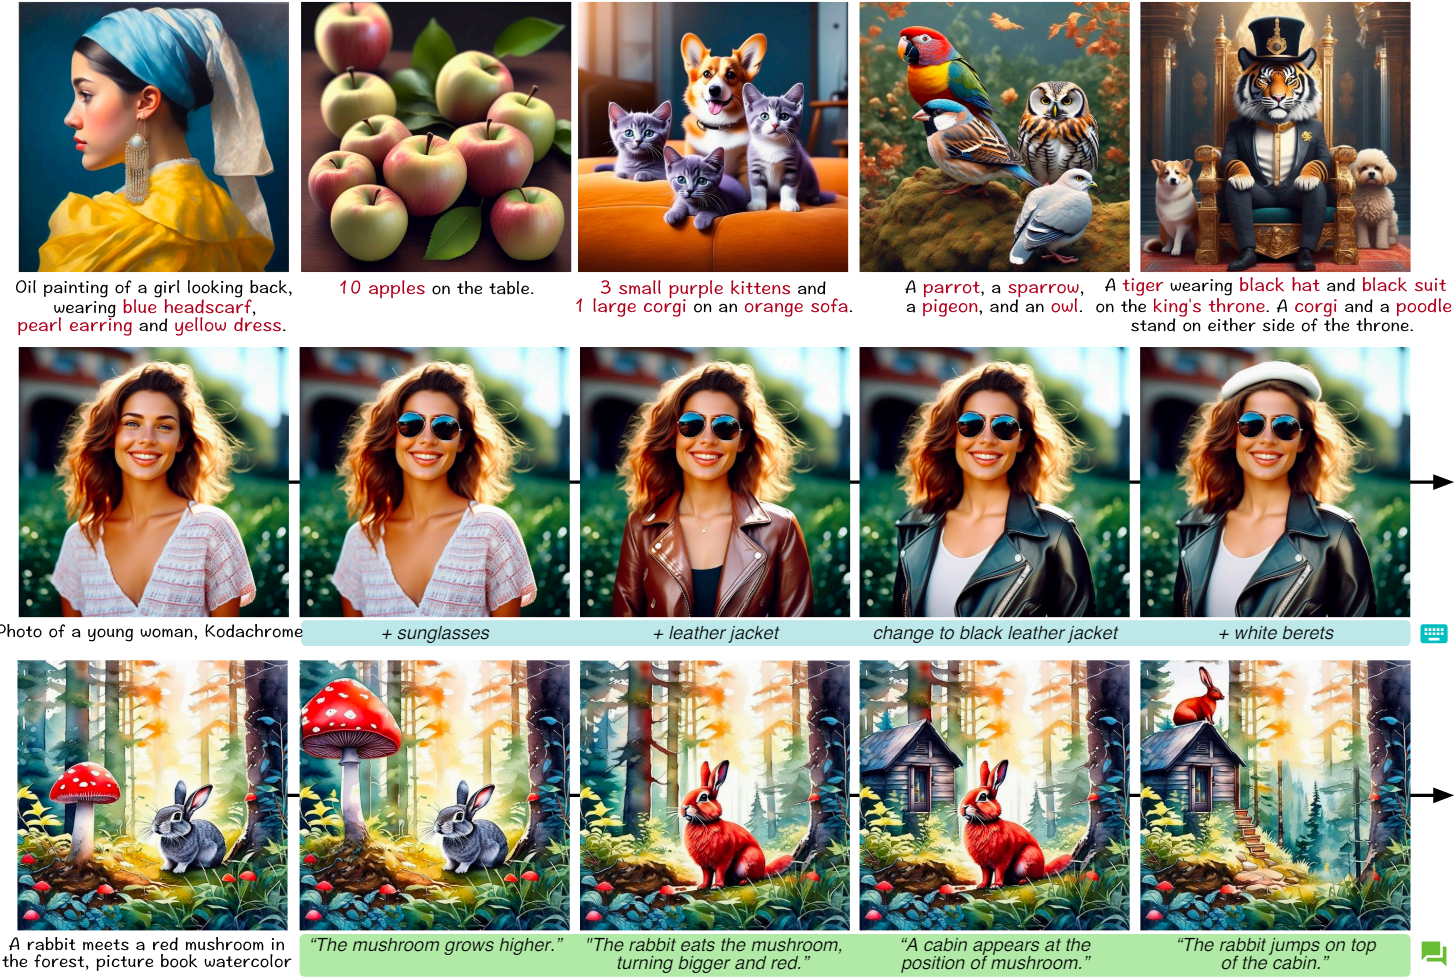 Oil painting of a girl looking back,
wearing blue headscarf,
pearl earring and yellow dress.
10 apples on the table.
3 small purple kittens and
1 large corgi on an orange sofa.
A parrot, a sparrow,
a pigeon, and an owl.
A tiger wearing black hat and black suit
on the king's throne. A corgi and a poodle
stand on either side of the throne.
Photo of a young woman, Kodachrome
+ sunglasses
+ leather jacket
change to black leather jacket
+ white berets
A rabbit meets a red mushroom in
the forest, picture book watercolor
“The mushroom grows higher.”
"The rabbit eats the mushroom,
turning bigger and red.”
“A cabin appears at the
position of mushroom.”
“The rabbit jumps on top
of the cabin.”